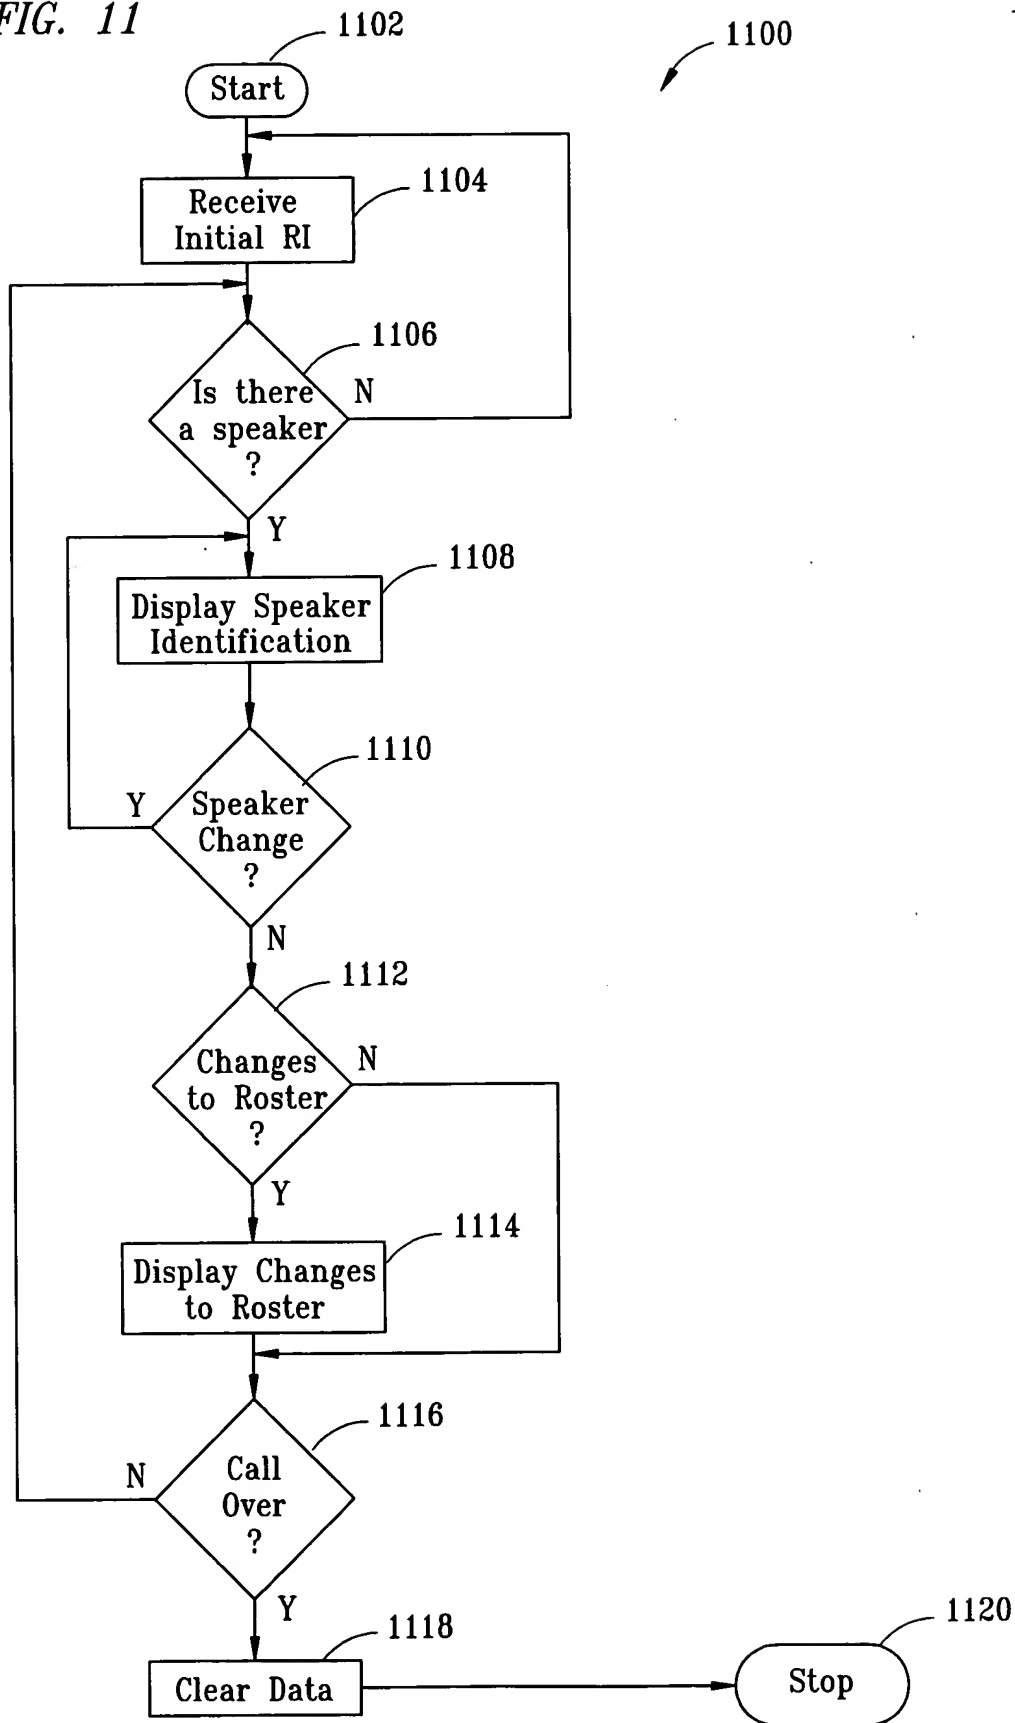 FIG. 11
1102
1100
Start
1104
Receive
Initial RI
1106
Is there
a speaker
?
N
Y
1108
Display Speaker
Identification
1110
Y
Speaker
Change
?
N
1112
Changes
to Roster
?
N
Y
1114
Display Changes
to Roster
1116
N
Call
Over
?
Y
1118
1120
Clear Data
Stop